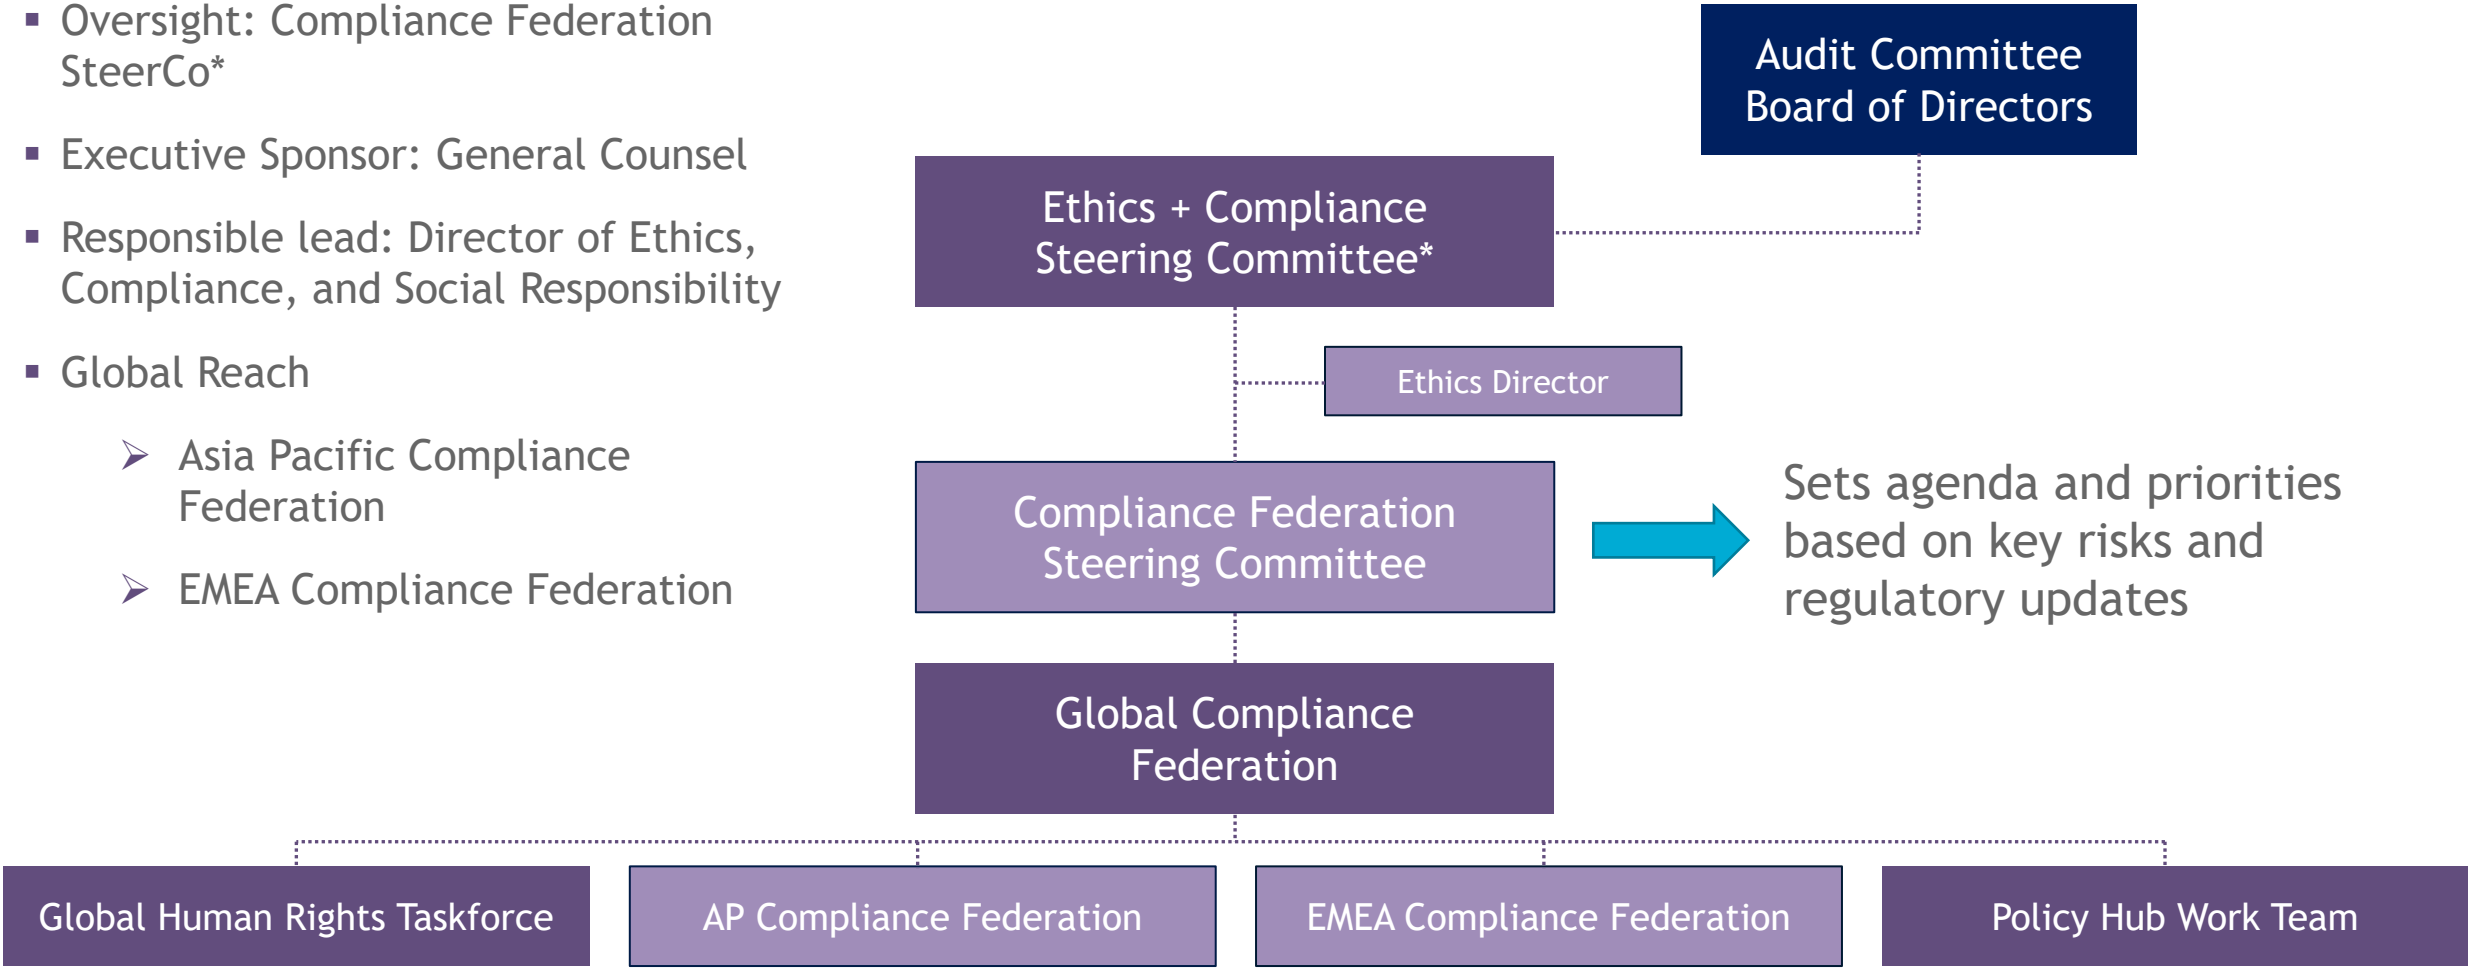 Oversight: Compliance Federation
SteerCo*
Executive Sponsor: General Counsel
Responsible lead: Director of Ethics,
Compliance, and Social Responsibility
Global Reach
Asia Pacific Compliance
Federation
EMEA Compliance Federation
Audit Committee
Board of Directors
Ethics + Compliance
Steering Committee*
Ethics Director
Compliance Federation
Steering Committee
Sets agenda and priorities
based on key risks and
regulatory updates
Global Compliance
Federation
Global Human Rights Taskforce
AP Compliance Federation
EMEA Compliance Federation
Policy Hub Work Team